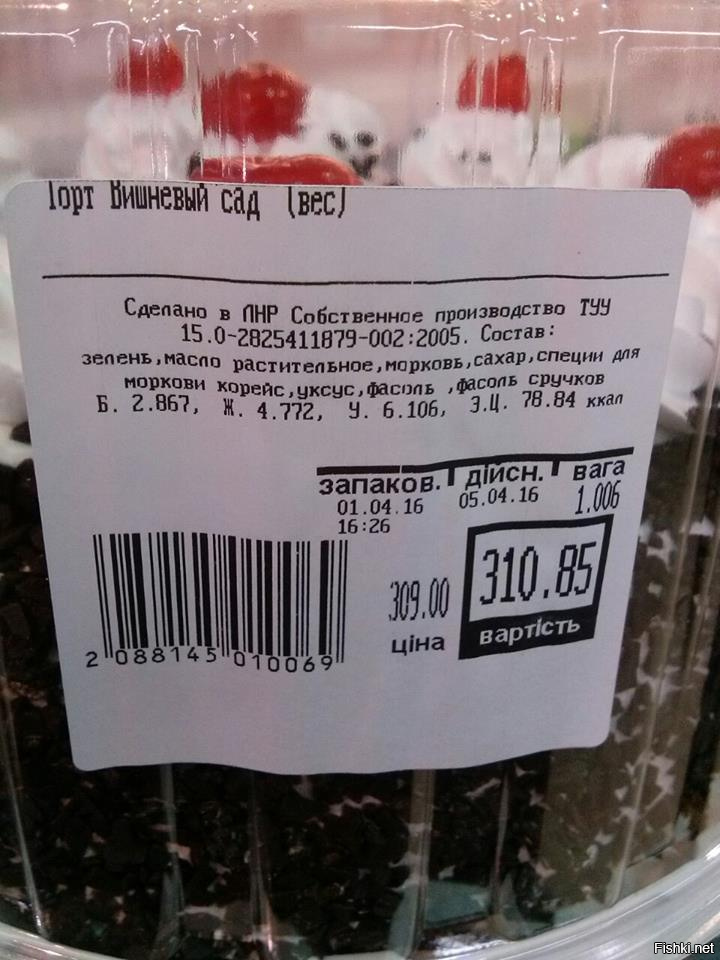 Торт Вишневый сад (вес)
Сделано в ЛНР Собственное производство ТУУ
15.0-2825411879-002:2005. Состав:
зелень,масло растительное,морковь,сахар,специи для
моркови корейс,уксус,фасоль ,фасоль сручков
Б. 2.867, Ж. 4.772, У. 6.106, Э.Ц. 78.84 ккал
запаков. дійсн. вага
01.04.16 05.04.16 1.006
16:26
309.00 310.85
ціна вартість
2 088145 010069
Fishki.net